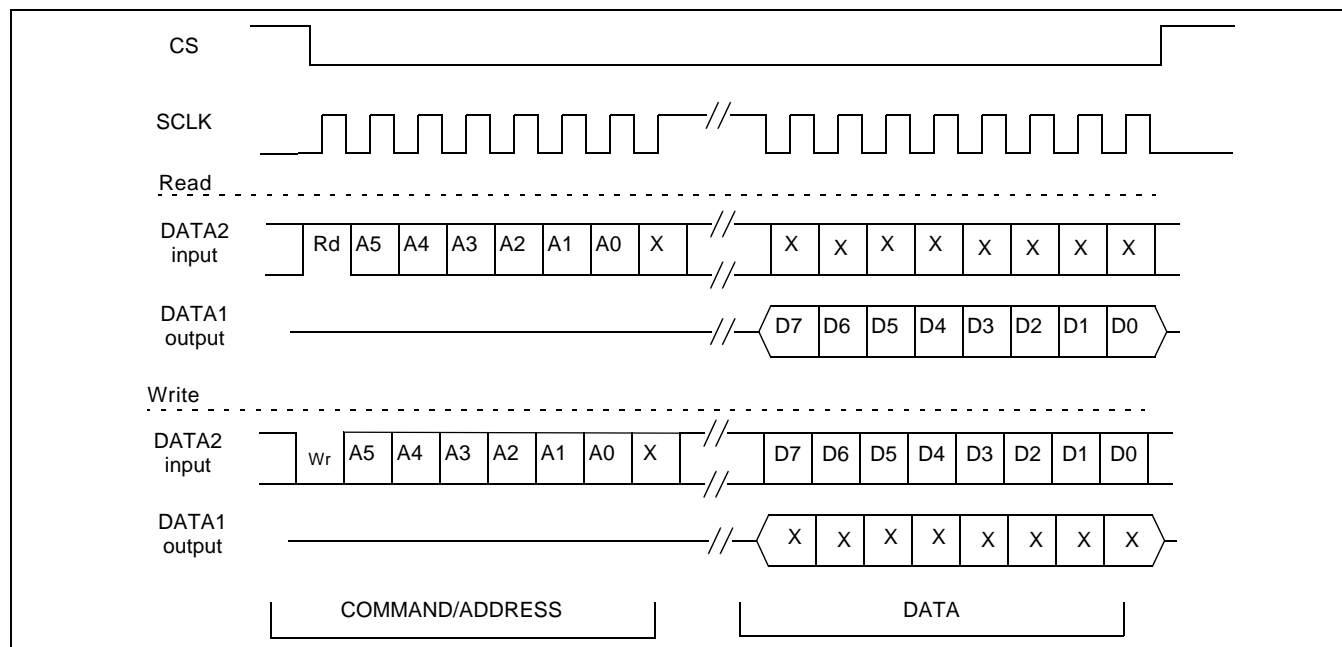 CS
SCLK
Read
DATA2
input
Rd A5 A4 A3 A2 A1 A0 X X X X X X X X X
DATA1
output
D7 D6 D5 D4 D3 D2 D1 D0
Write
DATA2
input
Wr A5 A4 A3 A2 A1 A0 X D7 D6 D5 D4 D3 D2 D1 D0
DATA1
output
X X X X X X X X
COMMAND/ADDRESS DATA